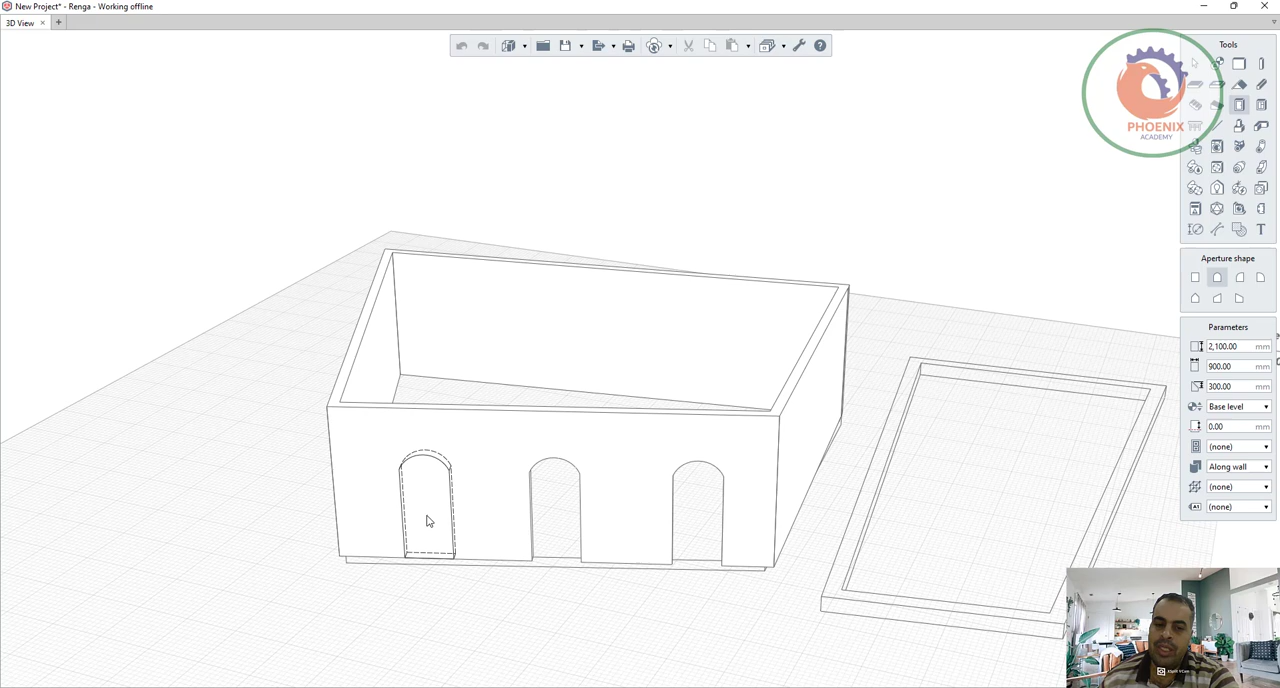 New Project* - Renga - Working offline
3D View
Tools
PHOENIX
ACADEMY
Aperture shape
Parameters
2,100.00 mm
900.00 mm
300.00 mm
Base level
0.00 mm
(none)
Along wall
(none)
A1 (none)